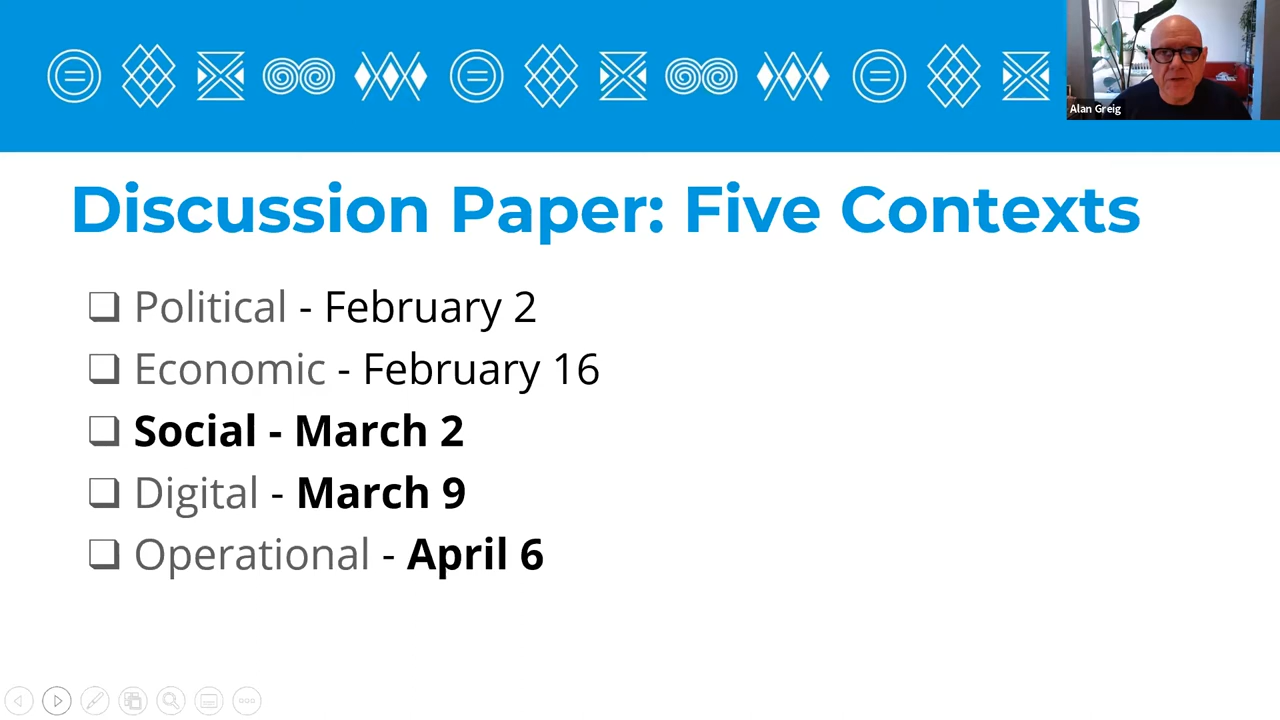 Alan Greig
Discussion Paper: Five Contexts
❑ Political - February 2
❑ Economic - February 16
❑ Social - March 2
❑ Digital - March 9
❑ Operational - April 6